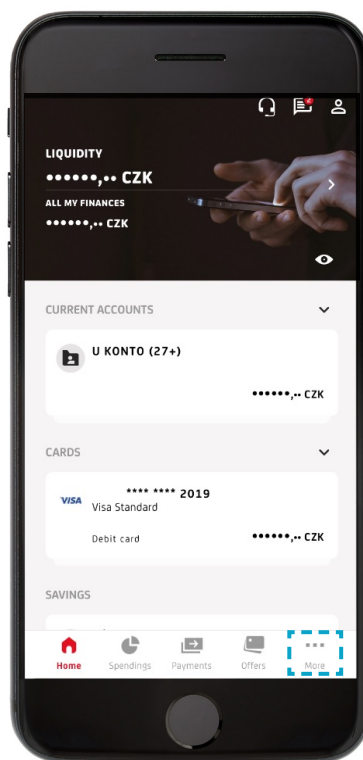 LIQUIDITY
••••••,•• CZK
ALL MY FINANCES
••••••,•• CZK
CURRENT ACCOUNTS
U KONTO (27+)
••••••,•• CZK
CARDS
VISA
**** **** 2019
Visa Standard
Debit card ••••••,•• CZK
SAVINGS
Home Spendings Payments Offers More